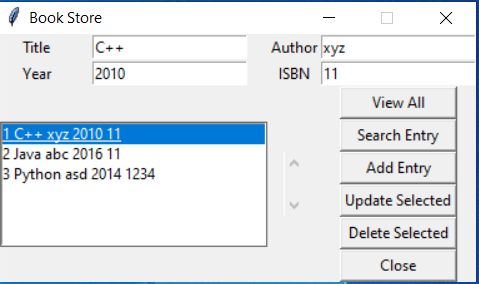 Book Store
Title C++ Author xyz
Year 2010 ISBN 11
View All
Search Entry
Add Entry
Update Selected
Delete Selected
Close
1 C++ xyz 2010 11
2 Java abc 2016 11
3 Python asd 2014 1234